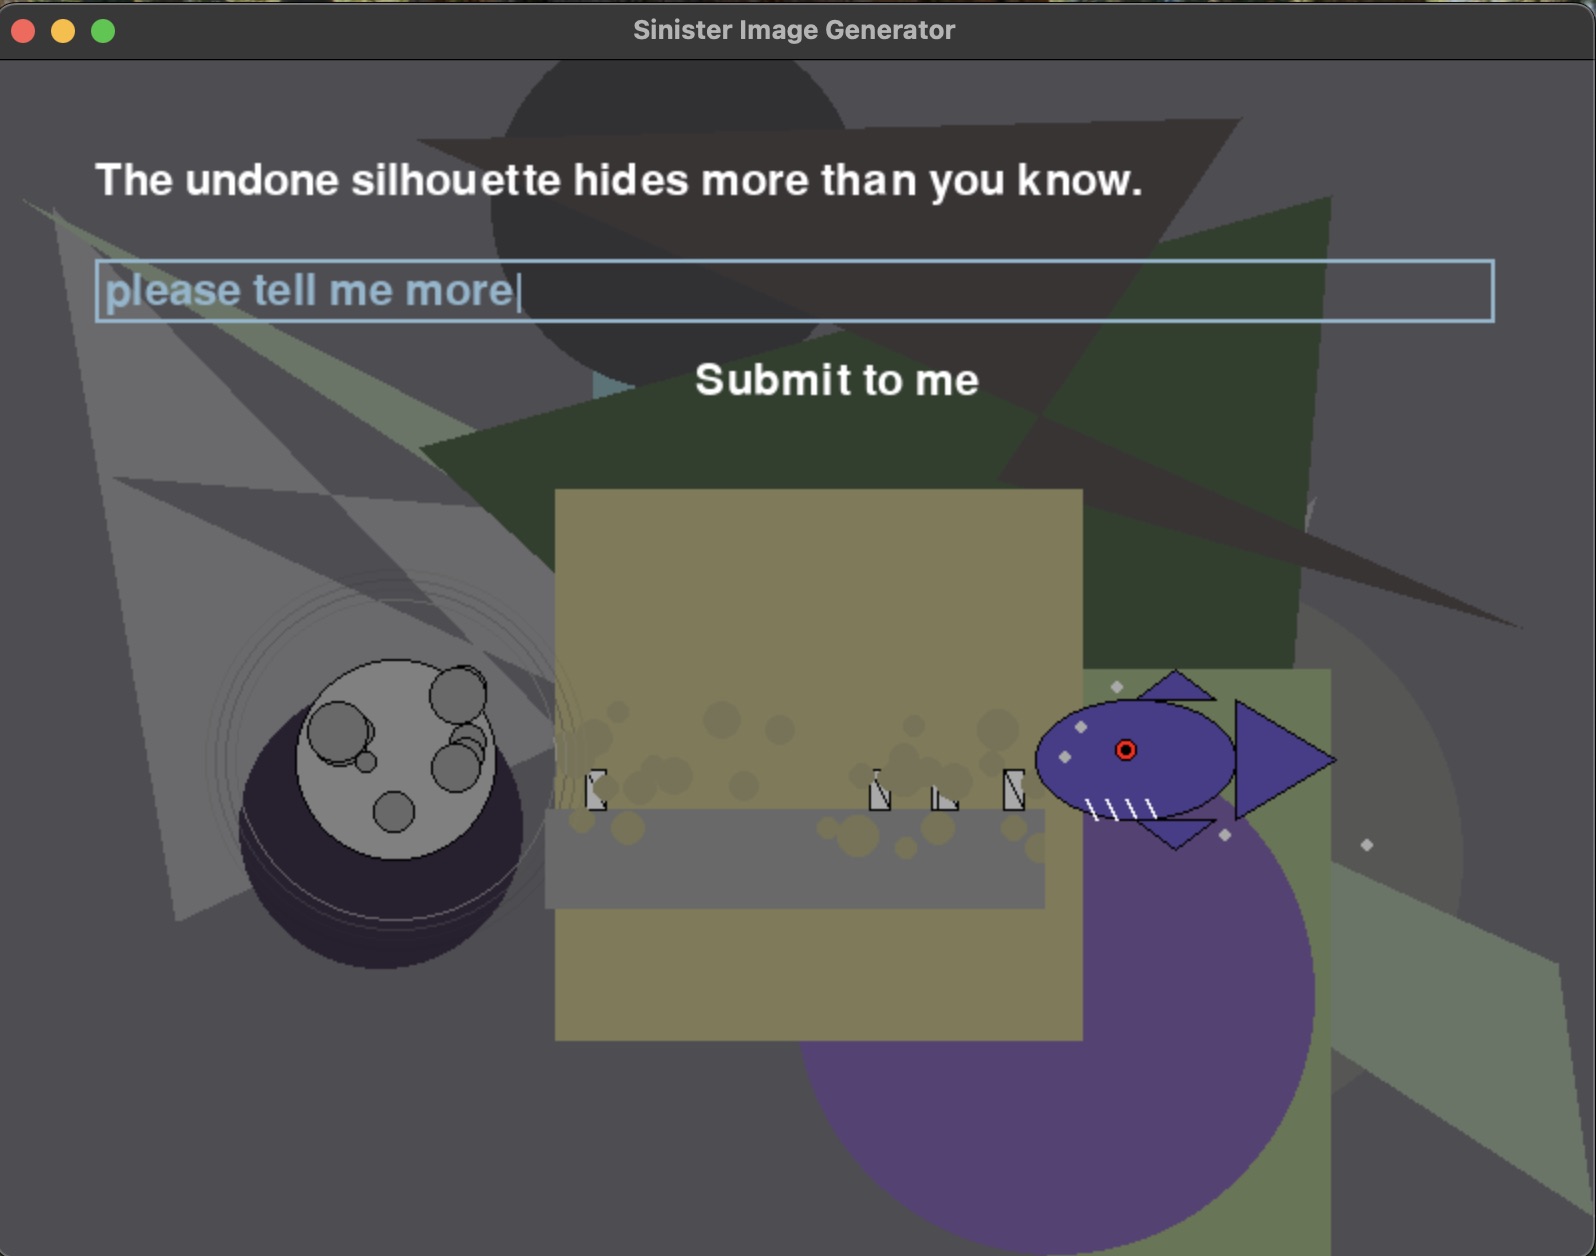 Sinister Image Generator
The undone silhouette hides more than you know.
please tell me more
Submit to me